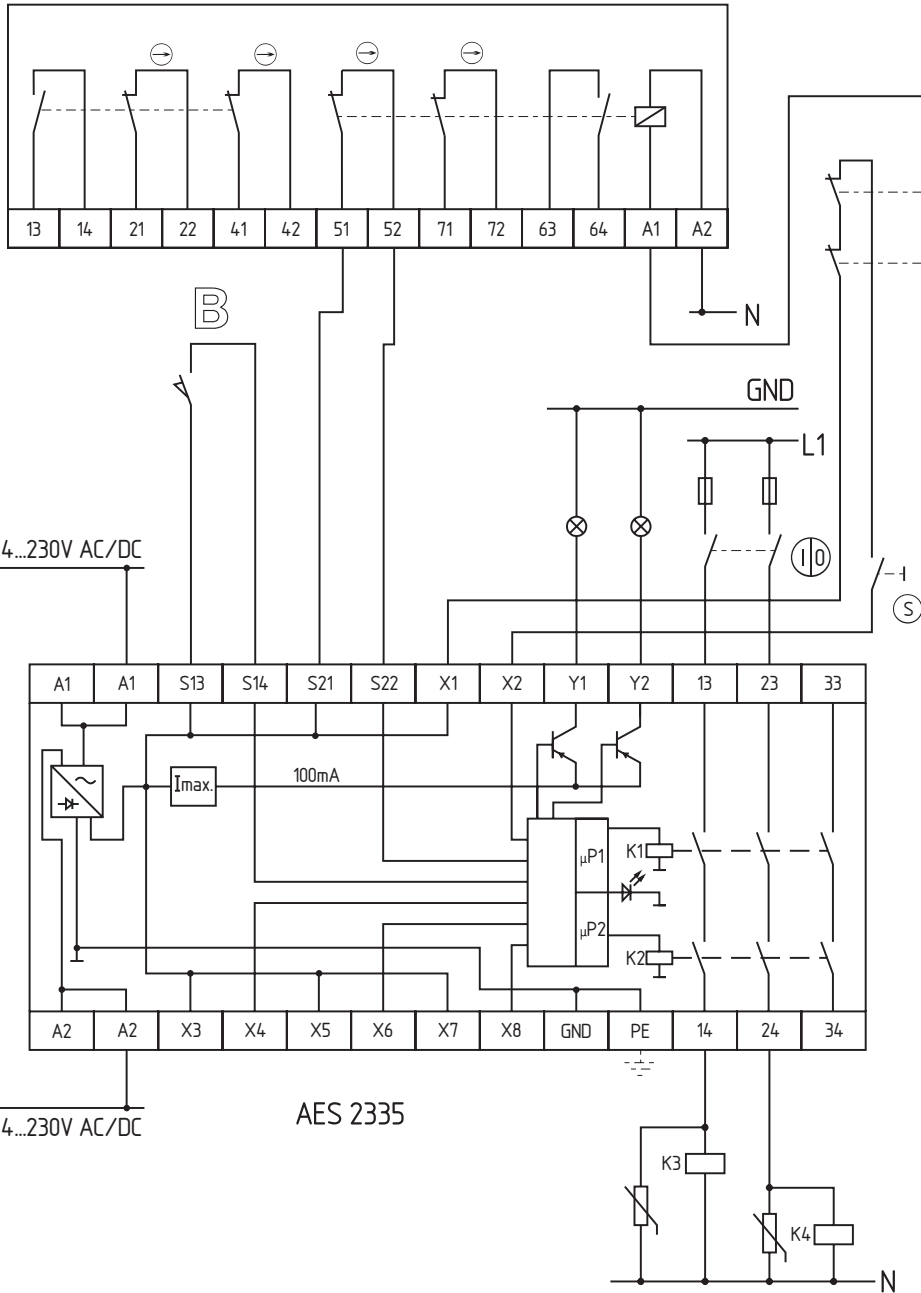 13 14 21 22 41 42 51 52 71 72 63 64 A1 A2
B
N
GND
L1
4...230V AC/DC
I 0
S
A1 A1 S13 S14 S21 S22 X1 X2 Y1 Y2 13 23 33
Imax.
100mA
µP1
K1
µP2
K2
A2 A2 X3 X4 X5 X6 X7 X8 GND PE 14 24 34
4...230V AC/DC
AES 2335
K3
K4
N